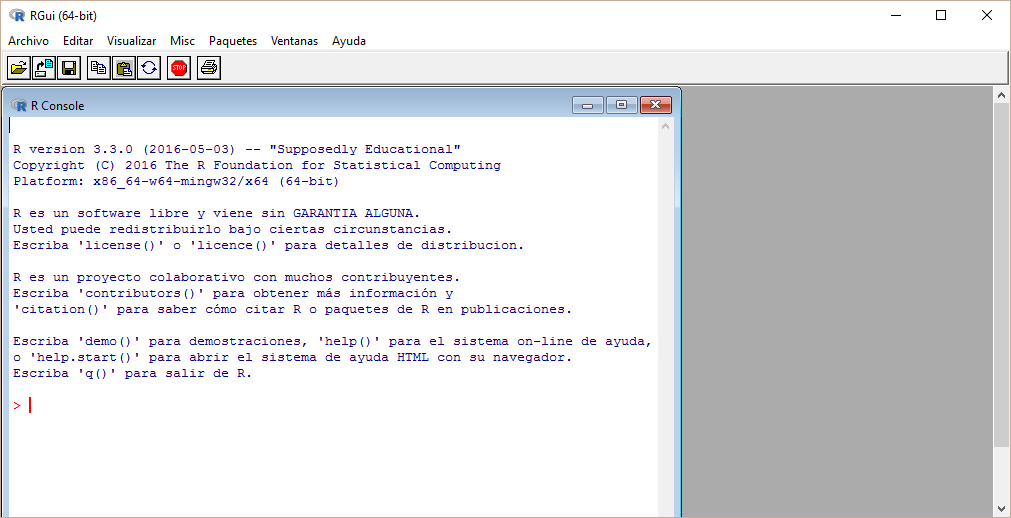 RGui (64-bit)
Archivo Editar Visualizar Misc Paquetes Ventanas Ayuda
STOP
R Console
R version 3.3.0 (2016-05-03) -- "Supposedly Educational"
Copyright (C) 2016 The R Foundation for Statistical Computing
Platform: x86_64-w64-mingw32/x64 (64-bit)
R es un software libre y viene sin GARANTIA ALGUNA.
Usted puede redistribuirlo bajo ciertas circunstancias.
Escriba 'license()' o 'licence()' para detalles de distribucion.
R es un proyecto colaborativo con muchos contribuyentes.
Escriba 'contributors()' para obtener más información y
'citation()' para saber cómo citar R o paquetes de R en publicaciones.
Escriba 'demo()' para demostraciones, 'help()' para el sistema on-line de ayuda,
o 'help.start()' para abrir el sistema de ayuda HTML con su navegador.
Escriba 'q()' para salir de R.
>